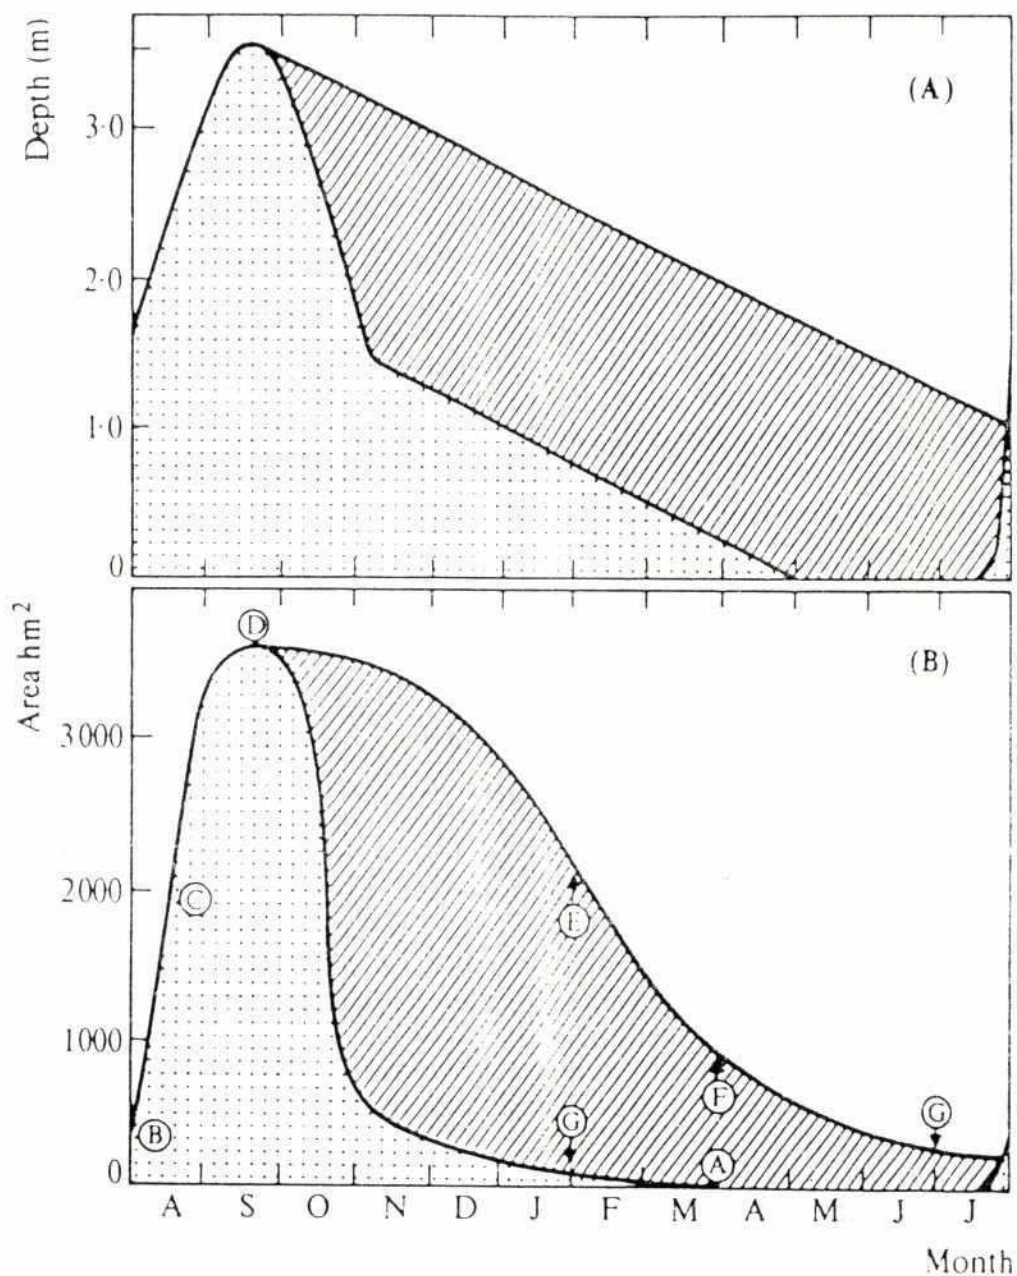 Depth (m)
(A)
3·0
2·0
1·0
0
Area hm²
(B)
3000
2000
1000
0
D
C
E
B
G
F
A
G
A S O N D J F M A M J J
Month